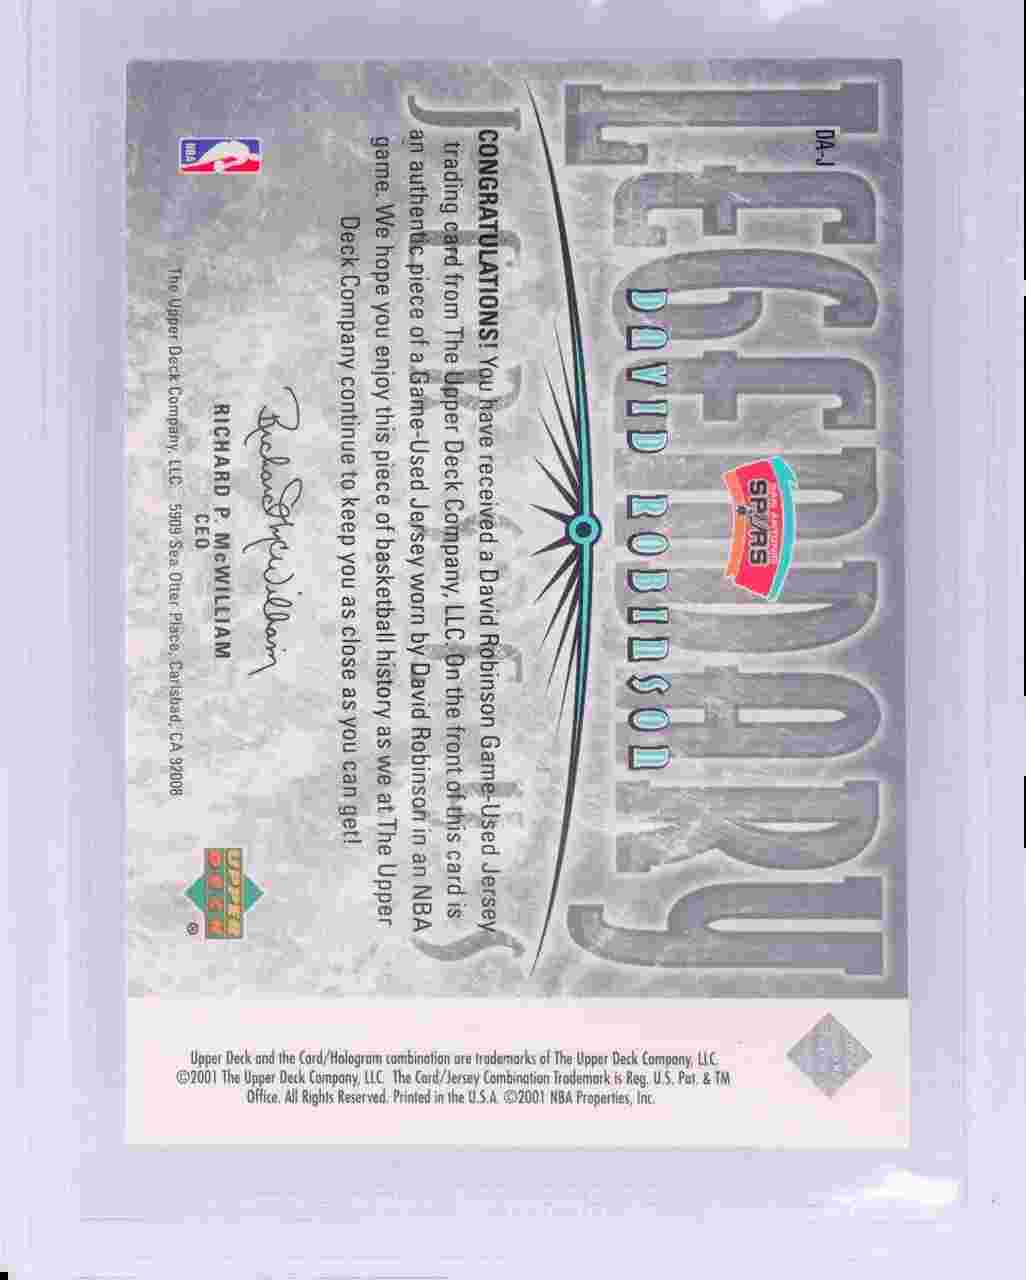 LEGENDARY
DA-J
SAN ANTONIO
SPURS
DAVID ROBINSON
JERSEYS
CONGRATULATIONS! You have received a David Robinson Game-Used Jersey
trading card from The Upper Deck Company, LLC. On the front of this card is
an authentic piece of a Game-Used Jersey worn by David Robinson in an NBA
game. We hope you enjoy this piece of basketball history as we at The Upper
Deck Company continue to keep you as close as you can get!
Richard P. McWilliam
RICHARD P. McWILLIAM
CEO
The Upper Deck Company, LLC 5909 Sea Otter Place, Carlsbad, CA 92008
NBA
UPPER
DECK
®
Upper Deck and the Card/Hologram combination are trademarks of The Upper Deck Company, LLC.
©2001 The Upper Deck Company, LLC. The Card/Jersey Combination Trademark is Reg. U.S. Pat. & TM
Office. All Rights Reserved. Printed in the U.S.A. ©2001 NBA Properties, Inc.